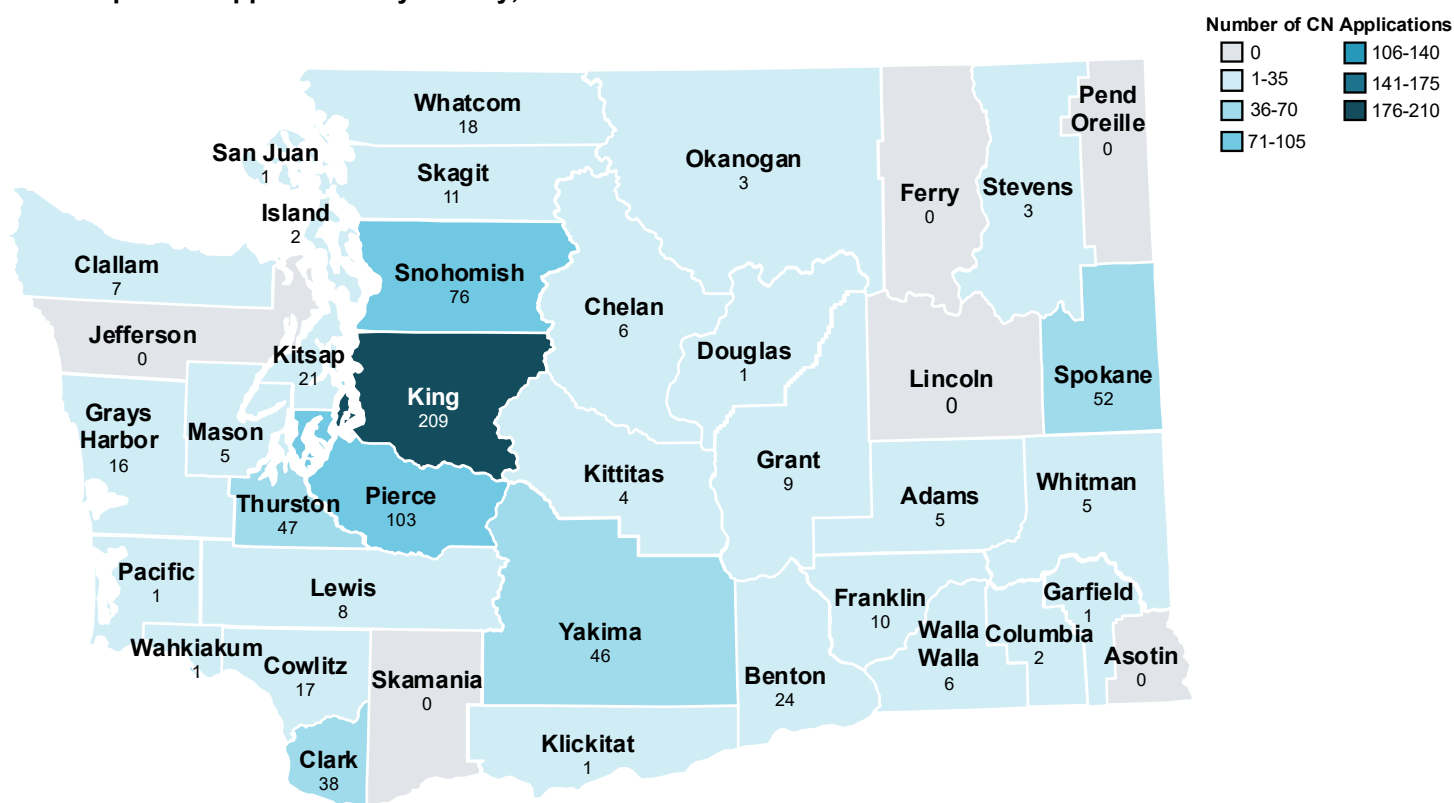 Number of CN Applications
0
1-35
36-70
71-105
106-140
141-175
176-210
Whatcom
18
San Juan
1
Skagit
11
Island
2
Okanogan
3
Ferry
0
Stevens
3
Pend
Oreille
0
Clallam
7
Snohomish
76
Jefferson
0
Kitsap
21
Chelan
6
Douglas
1
Lincoln
0
Spokane
52
King
209
Grays
Harbor
16
Mason
5
Kittitas
4
Grant
9
Adams
5
Whitman
5
Thurston
47
Pierce
103
Pacific
1
Lewis
8
Yakima
46
Franklin
10
Garfield
1
Walla
Walla
6
Columbia
2
Asotin
0
Wahkiakum
1
Cowlitz
17
Skamania
0
Benton
24
Clark
38
Klickitat
1